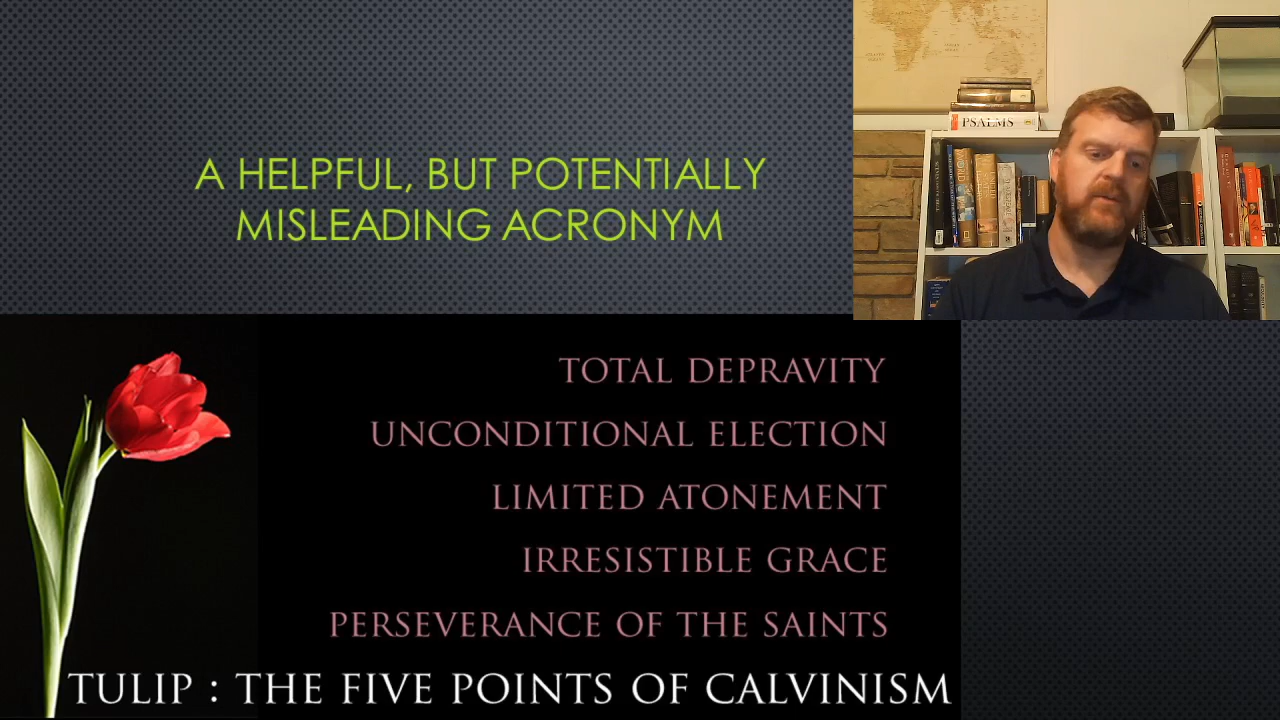 A HELPFUL, BUT POTENTIALLY
MISLEADING ACRONYM
PSALMS
TOTAL DEPRAVITY
UNCONDITIONAL ELECTION
LIMITED ATONEMENT
IRRESISTIBLE GRACE
PERSEVERANCE OF THE SAINTS
TULIP : THE FIVE POINTS OF CALVINISM